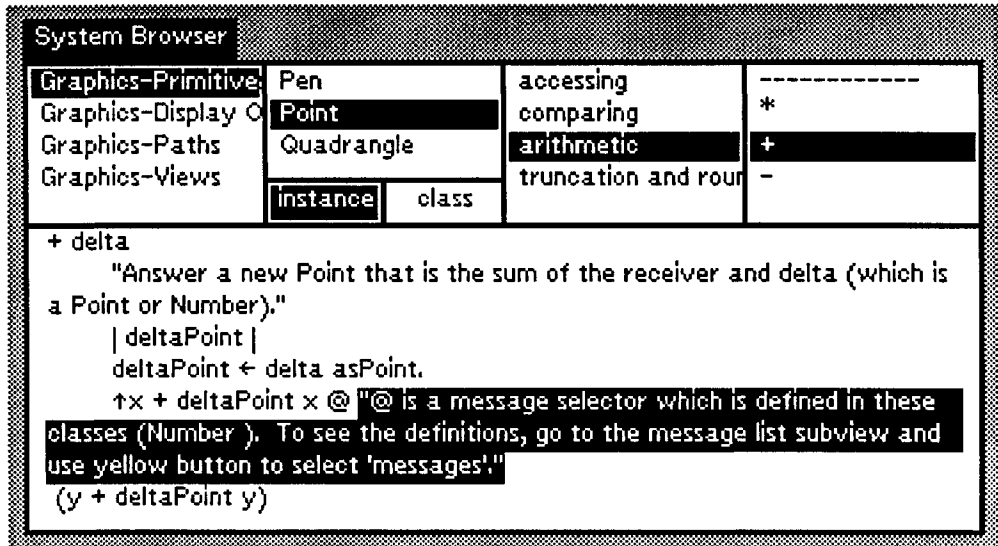 System Browser
Graphics-Primitive
Graphics-Display O
Graphics-Paths
Graphics-Views
Pen
Point
Quadrangle
instance class
accessing
comparing
arithmetic
truncation and rour
------------
*
+
-
+ delta
"Answer a new Point that is the sum of the receiver and delta (which is
a Point or Number)."
| deltaPoint |
deltaPoint ← delta asPoint.
↑x + deltaPoint x @ "@ is a message selector which is defined in these
classes (Number ). To see the definitions, go to the message list subview and
use yellow button to select 'messages'."
(y + deltaPoint y)